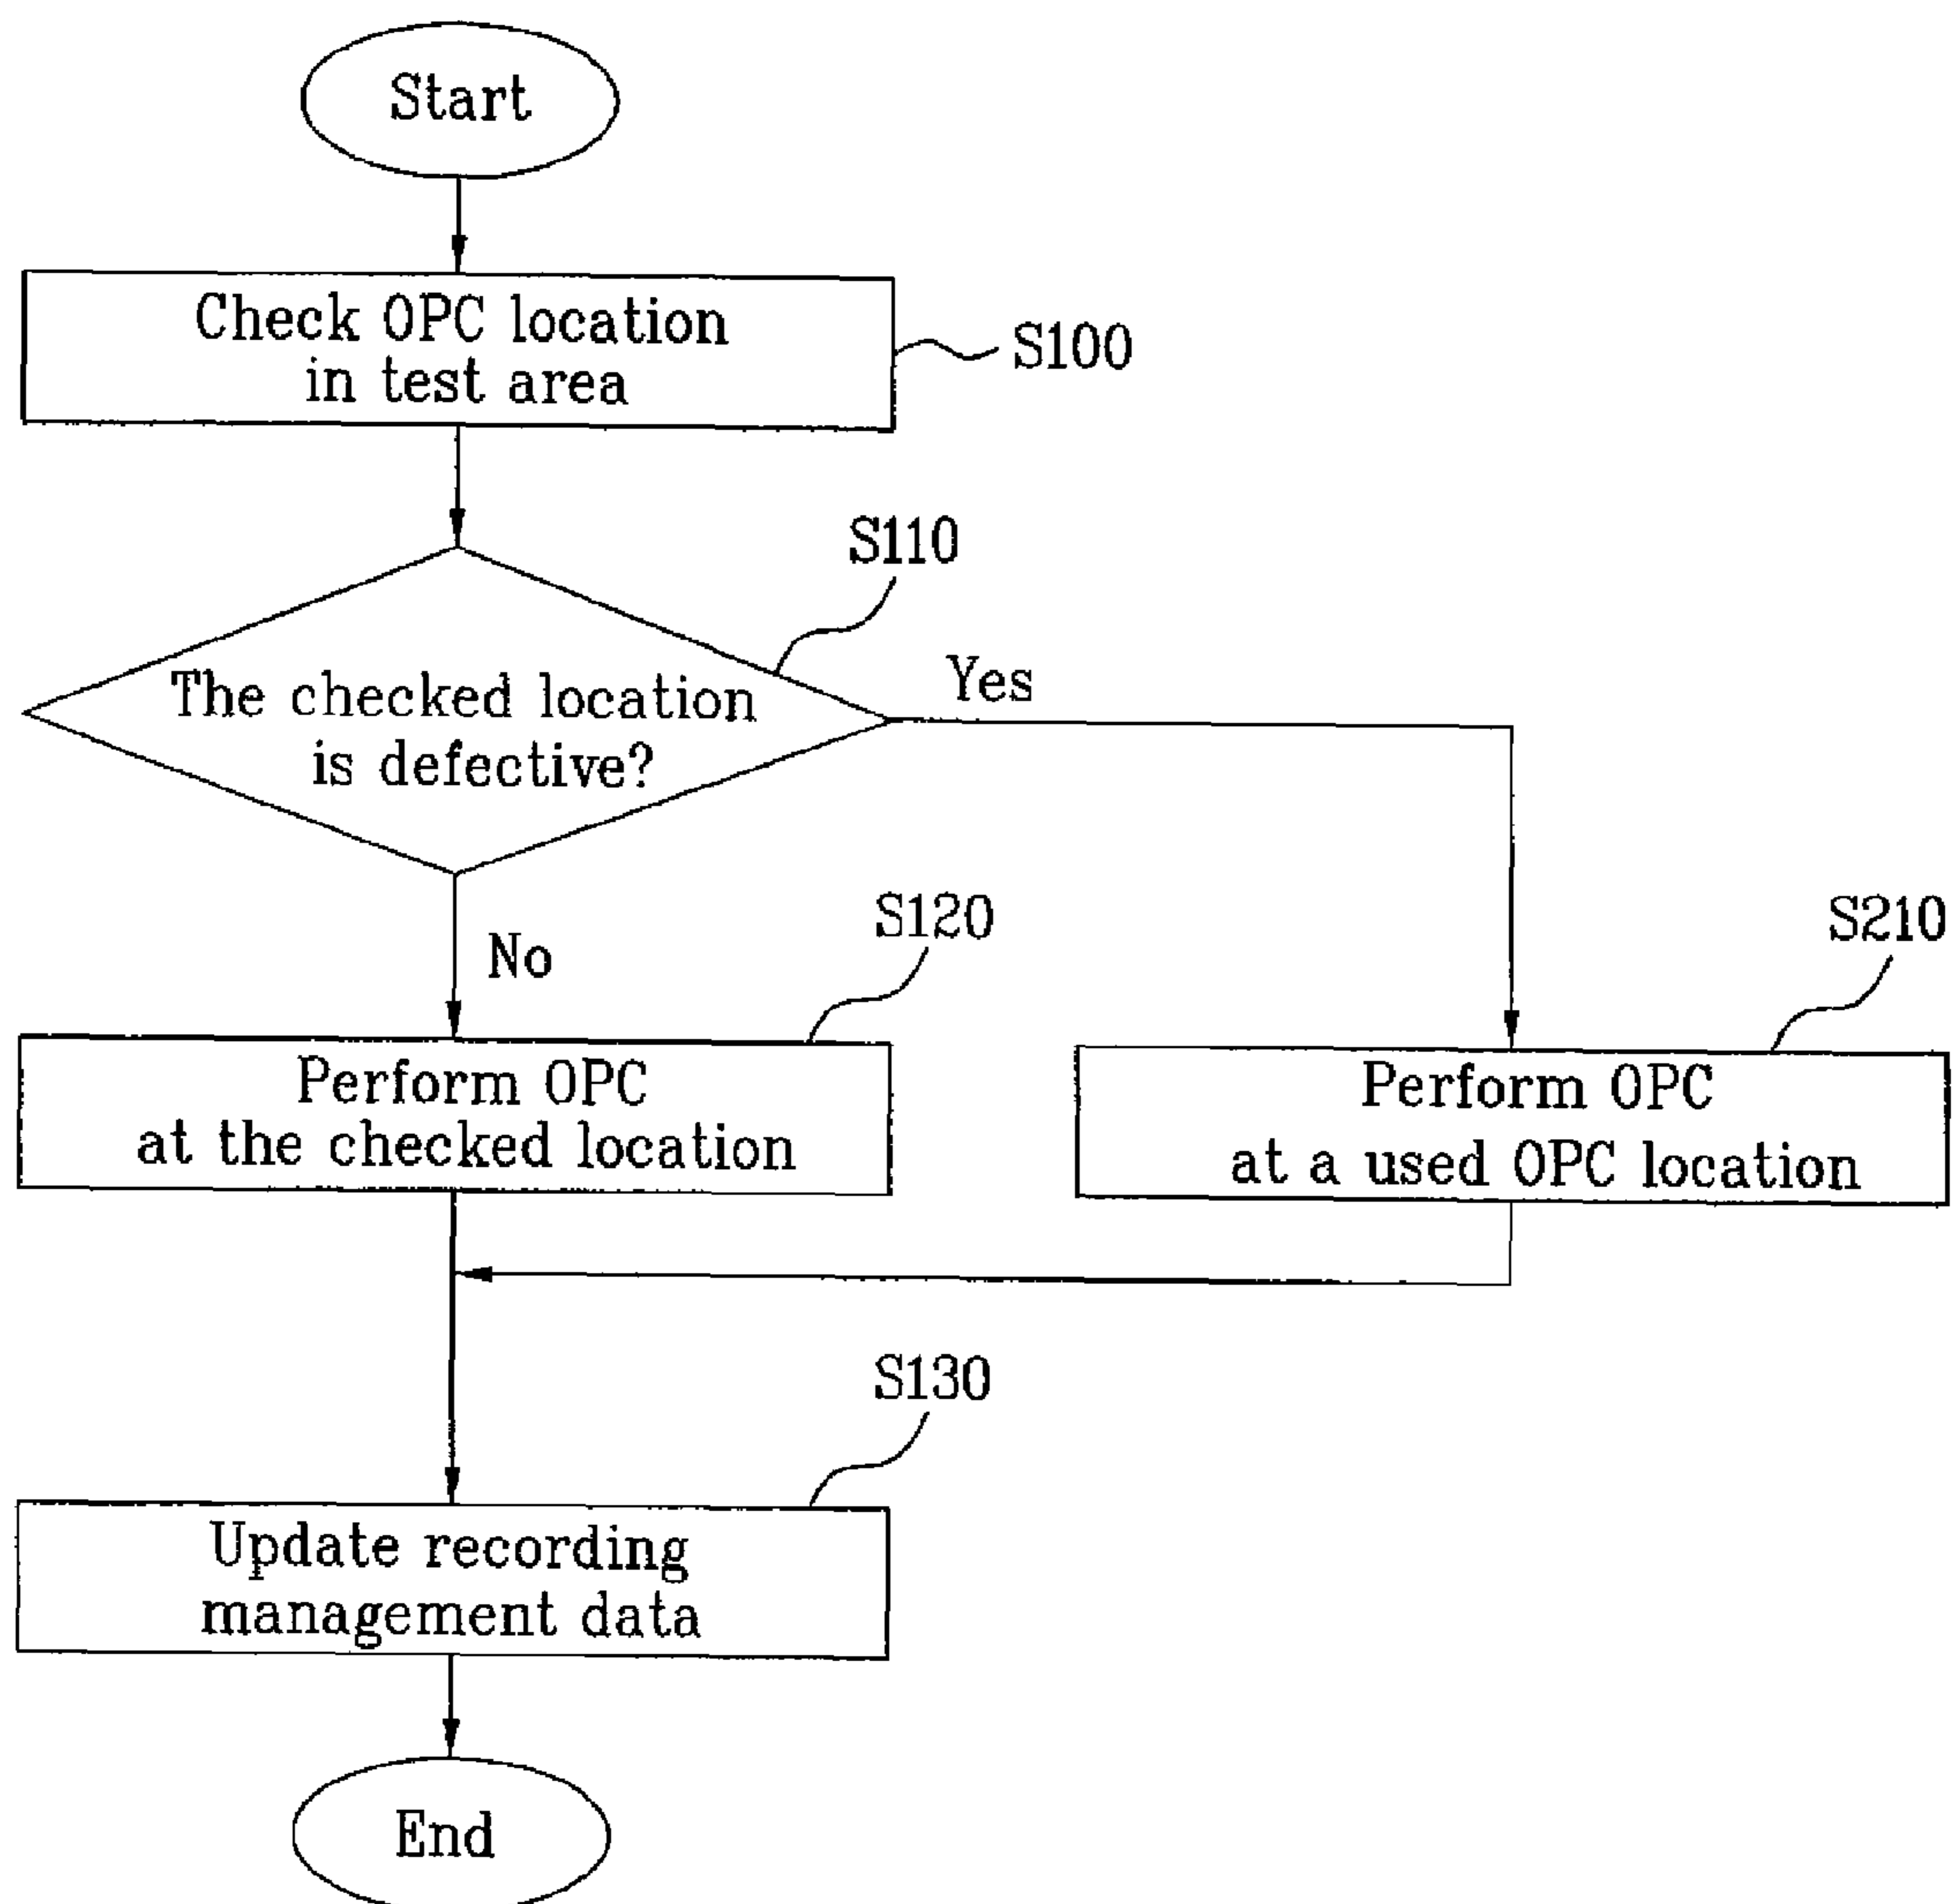 Start
Check OPC location
in test area
S100
S110
The checked location
is defective?
Yes
No
S120
S210
Perform OPC
at the checked location
Perform OPC
at a used OPC location
S130
Update recording
management data
End